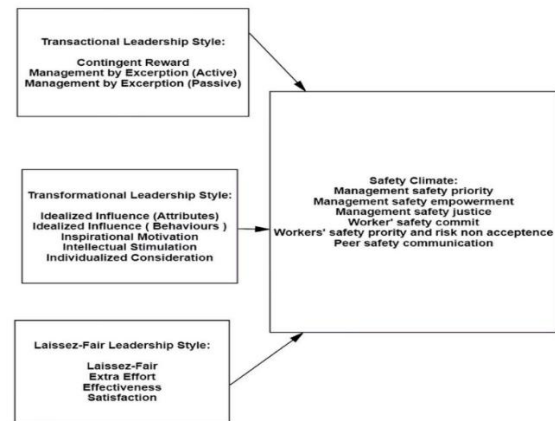 Transactional Leadership Style:
Contingent Reward
Management by Excerption (Active)
Management by Excerption (Passive)
Transformational Leadership Style:
Idealized Influence (Attributes)
Idealized Influence ( Behaviours )
Inspirational Motivation
Intellectual Stimulation
Individualized Consideration
Laissez-Fair Leadership Style:
Laissez-Fair
Extra Effort
Effectiveness
Satisfaction
Safety Climate:
Management safety priority
Management safety empowerment
Management safety justice
Worker' safety commit
Workers' safety prority and risk non acceptence
Peer safety communication